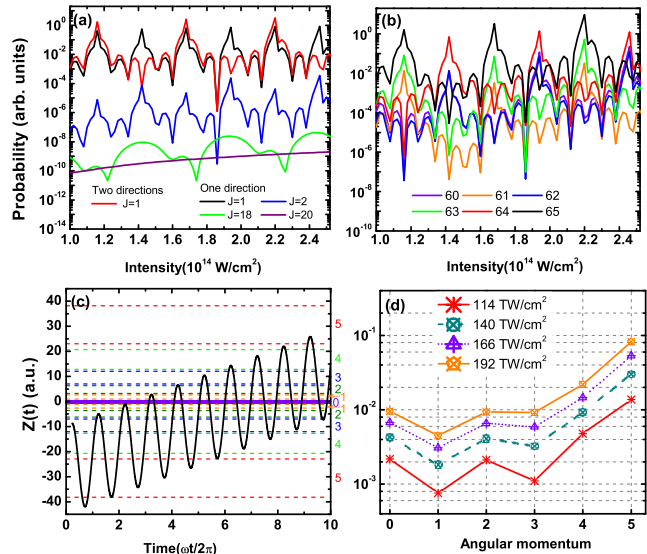 (a)
Probability (arb. units)
10^0
10^-2
10^-4
10^-6
10^-8
10^-10
10^-12
10^-14
Two directions
One direction
J=1
J=1
J=2
J=18
J=20
1.0 1.2 1.4 1.6 1.8 2.0 2.2 2.4
Intensity(10^14 W/cm^2)
(b)
10^0
10^-2
10^-4
10^-6
10^-8
10^-10
60 61 62
63 64 65
1.0 1.2 1.4 1.6 1.8 2.0 2.2 2.4
Intensity(10^14 W/cm^2)
(c)
Z(t) (a.u.)
40
30
20
10
0
-10
-20
-30
-40
5
4
3
2
1
0
2
3
4
5
0 2 4 6 8 10
Time(ωt/2π)
(d)
114 TW/cm^2
140 TW/cm^2
166 TW/cm^2
192 TW/cm^2
10^-1
10^-2
10^-3
0 1 2 3 4 5
Angular momentum